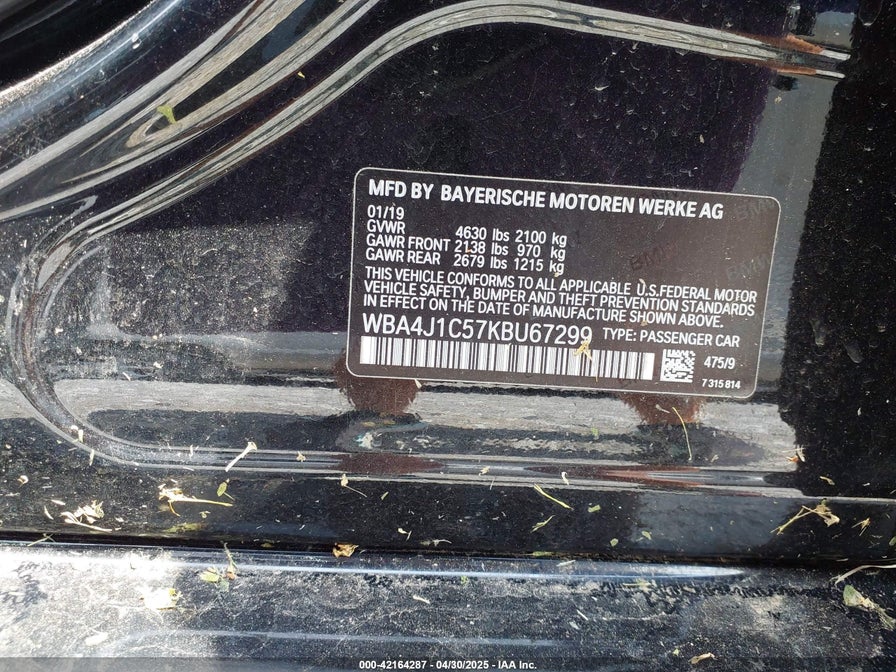 MFD BY BAYERISCHE MOTOREN WERKE AG
01/19
GVWR 4630 lbs 2100 kg
GAWR FRONT 2138 lbs 970 kg
GAWR REAR 2679 lbs 1215 kg
THIS VEHICLE CONFORMS TO ALL APPLICABLE U.S.FEDERAL MOTOR
VEHICLE SAFETY, BUMPER AND THEFT PREVENTION STANDARDS
IN EFFECT ON THE DATE OF MANUFACTURE SHOWN ABOVE.
WBA4J1C57KBU67299 TYPE: PASSENGER CAR
475/9
7 315 814
000-42164287 - 04/30/2025 - IAA Inc.